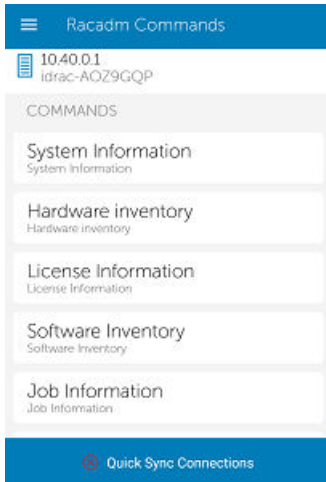 Racadm Commands
10.40.0.1
idrac-AOZ9GQP
COMMANDS
System Information
System Information
Hardware inventory
Hardware inventory
License Information
License Information
Software Inventory
Software Inventory
Job Information
Job Information
Quick Sync Connections